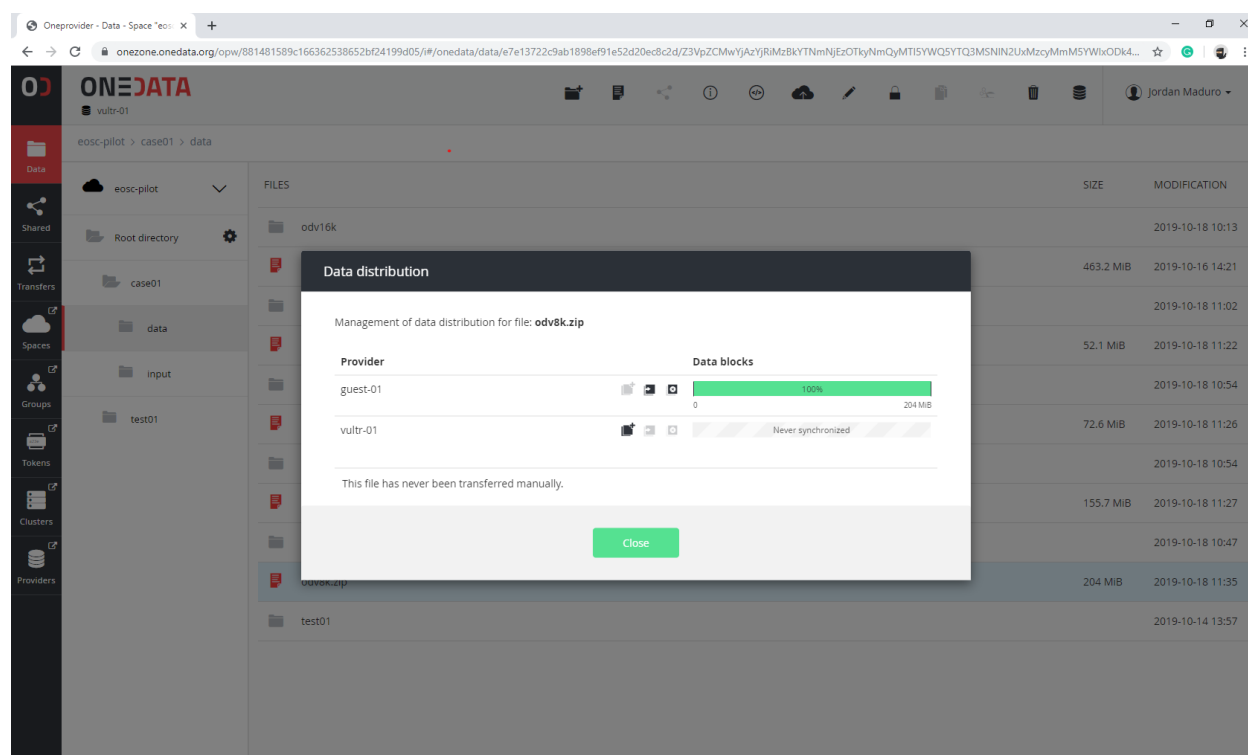 Oneprovider - Data - Space "eos
onezone.onedata.org/opw/881481589c166362538652bf24199d05/i#/onedata/data/e7e13722c9ab1898ef91e52d20ec8c2d/Z3VpZCMwYjAzYjRiMzBkYTNmNjEzOTkyNmQyMTI5YWQ5YTQ3MSNlN2UxMzcyMmM5YWIxODk4...
ONEDATA
vultr-01
Jordan Maduro
eosc-pilot > case01 > data
Data
eosc-pilot
FILES SIZE MODIFICATION
Shared
Root directory
odv16k 2019-10-18 10:13
Transfers
case01
463.2 MiB 2019-10-16 14:21
Data distribution
2019-10-18 11:02
Spaces
data
Management of data distribution for file: odv8k.zip
52.1 MiB 2019-10-18 11:22
Provider Data blocks
Groups
input
guest-01 100%
0 204 MiB
2019-10-18 10:54
test01
vultr-01 Never synchronized
72.6 MiB 2019-10-18 11:26
Tokens
2019-10-18 10:54
This file has never been transferred manually.
Clusters
155.7 MiB 2019-10-18 11:27
Close
2019-10-18 10:47
Providers
odv8k.zip 204 MiB 2019-10-18 11:35
test01 2019-10-14 13:57